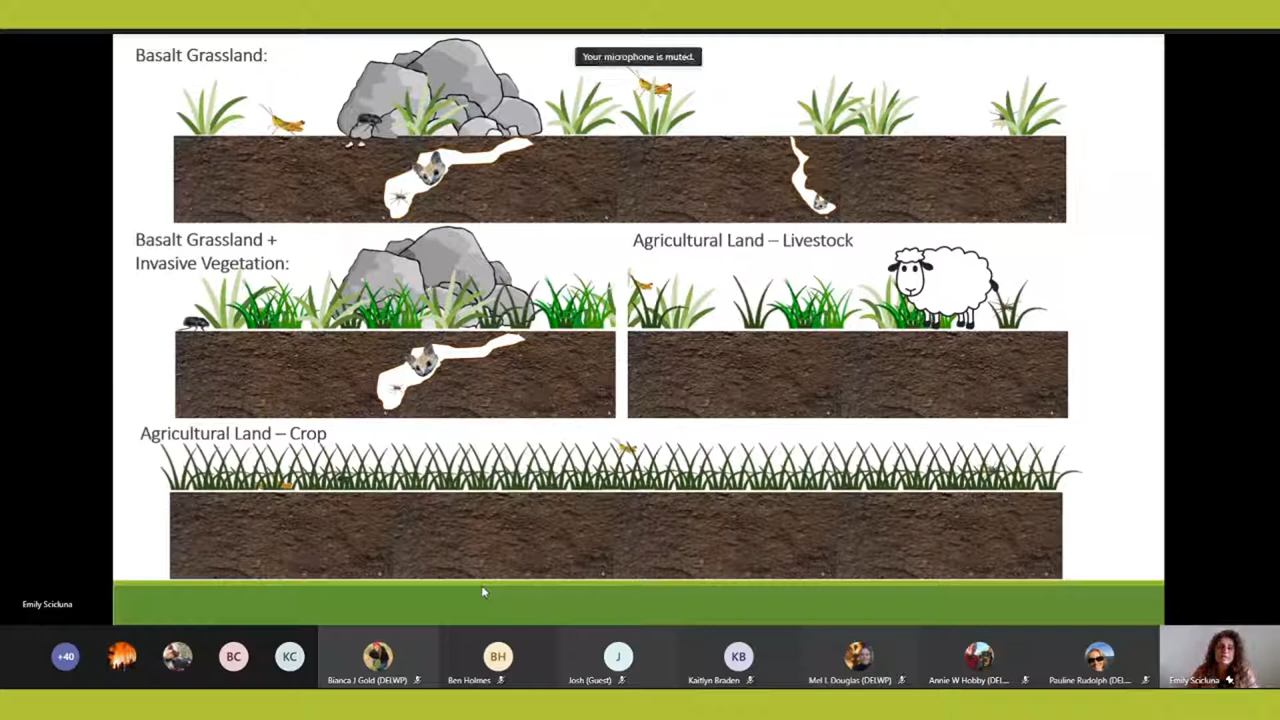 Basalt Grassland:
Your microphone is muted.
Basalt Grassland +
Invasive Vegetation:
Agricultural Land – Livestock
Agricultural Land – Crop
Emily Scicluna
+40
BC
KC
Bianca J Gold (DELWP)
BH
Ben Holmes
J
Josh (Guest)
KB
Kaitlyn Braden
Mel L Douglas (DELWP)
Annie W Hobby (DEL...
Pauline Rudolph (DEL...
Emily Scicluna